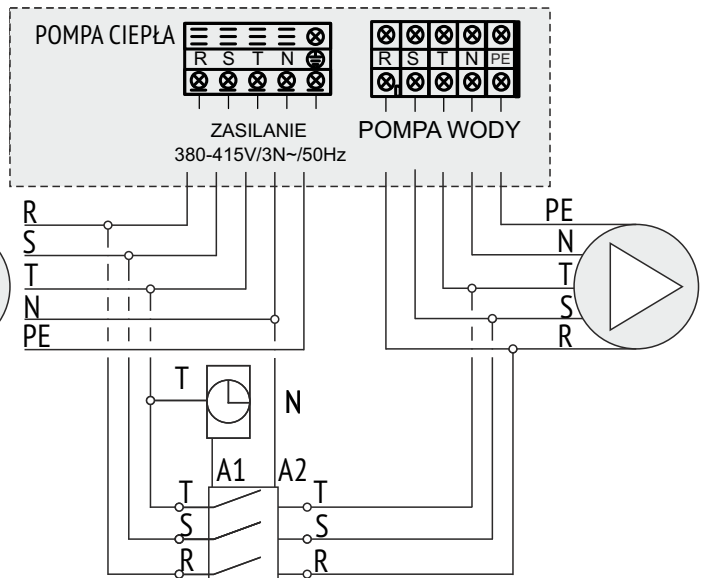 POMPA CIEPŁA
R S T N
R S T N PE
ZASILANIE
380-415V/3N~/50Hz
POMPA WODY
R
S
T
N
PE
PE
N
T
S
R
T
N
A1 A2
T T
S S
R R